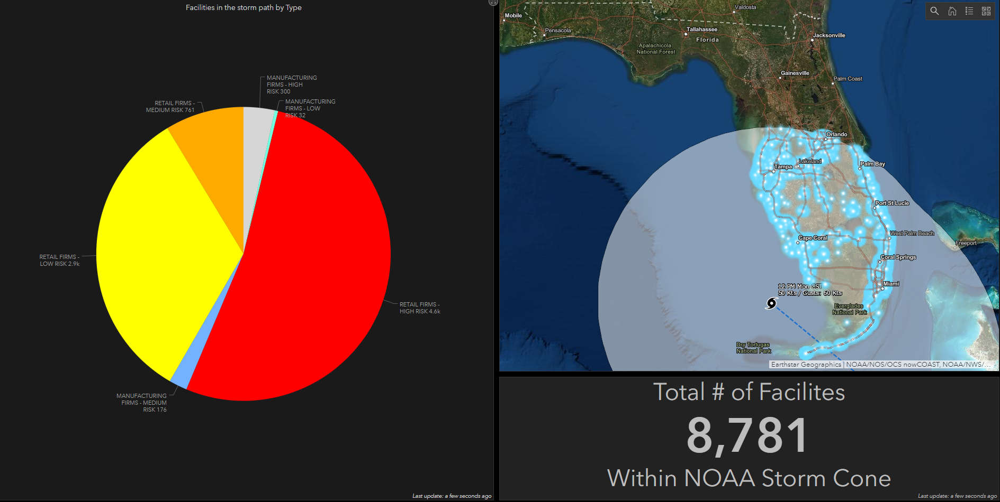 Facilities in the storm path by Type
MANUFACTURING
FIRMS - HIGH
RISK 300
MANUFACTURING
FIRMS - LOW
RISK 32
RETAIL FIRMS -
MEDIUM RISK 761
RETAIL FIRMS -
LOW RISK 2.9k
RETAIL FIRMS -
HIGH RISK 4.6k
MANUFACTURING
FIRMS - MEDIUM
RISK 176
Last update: a few seconds ago
Mobile
Pensacola
Valdosta
Tallahassee
Florida
Jacksonville
Apalachicola
National Forest
Gainesville
Palm Coast
Orlando
Lakeland
Tampa
Palm Bay
Port St Lucie
West Palm Beach
Cape Coral
Freeport
Coral Springs
Miami
12 PM Mon CST
50 Kts / Gusts: 60 Kts
Everglades
National Park
Dry Tortugas
National Park
Earthstar Geographics | NOAA/NOS/OCS nowCOAST, NOAA/NWS/...
Total # of Facilites
8,781
Within NOAA Storm Cone
Last update: a few seconds ago